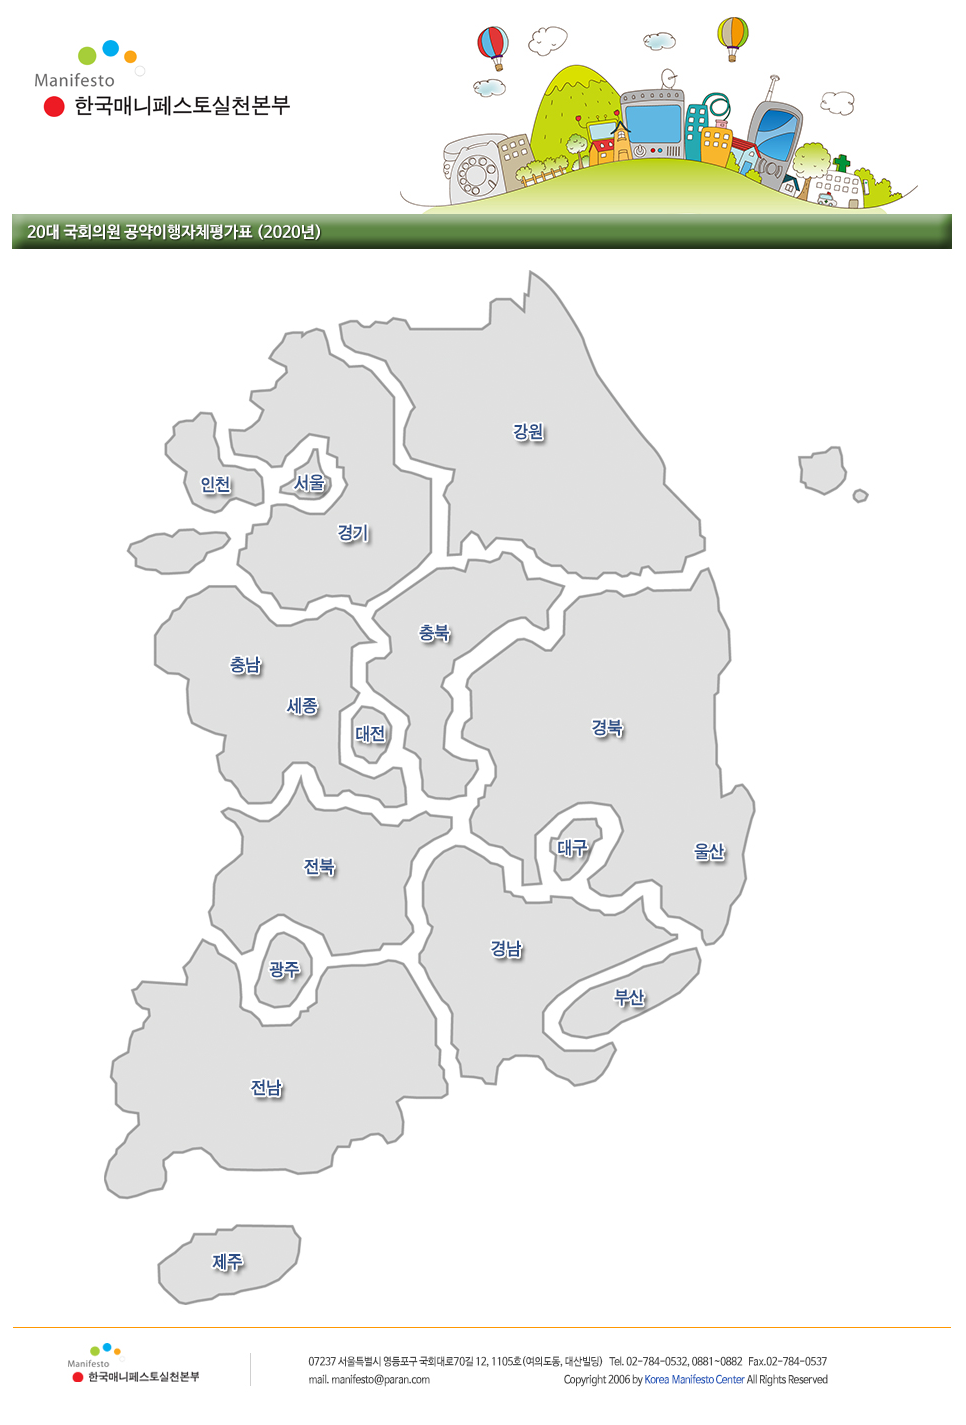 Manifesto
한국매니페스토실천본부
20대 국회의원 공약이행자체평가표 (2020년)
강원
인천
서울
경기
충북
충남
세종
대전
경북
대구
울산
전북
경남
광주
부산
전남
제주
Manifesto
한국매니페스토실천본부
07237 서울특별시 영등포구 국회대로70길 12, 1105호(여의도동, 대산빌딩) Tel. 02-784-0532, 0881~0882 Fax.02-784-0537
mail. manifesto@paran.com Copyright 2006 by Korea Manifesto Center All Rights Reserved